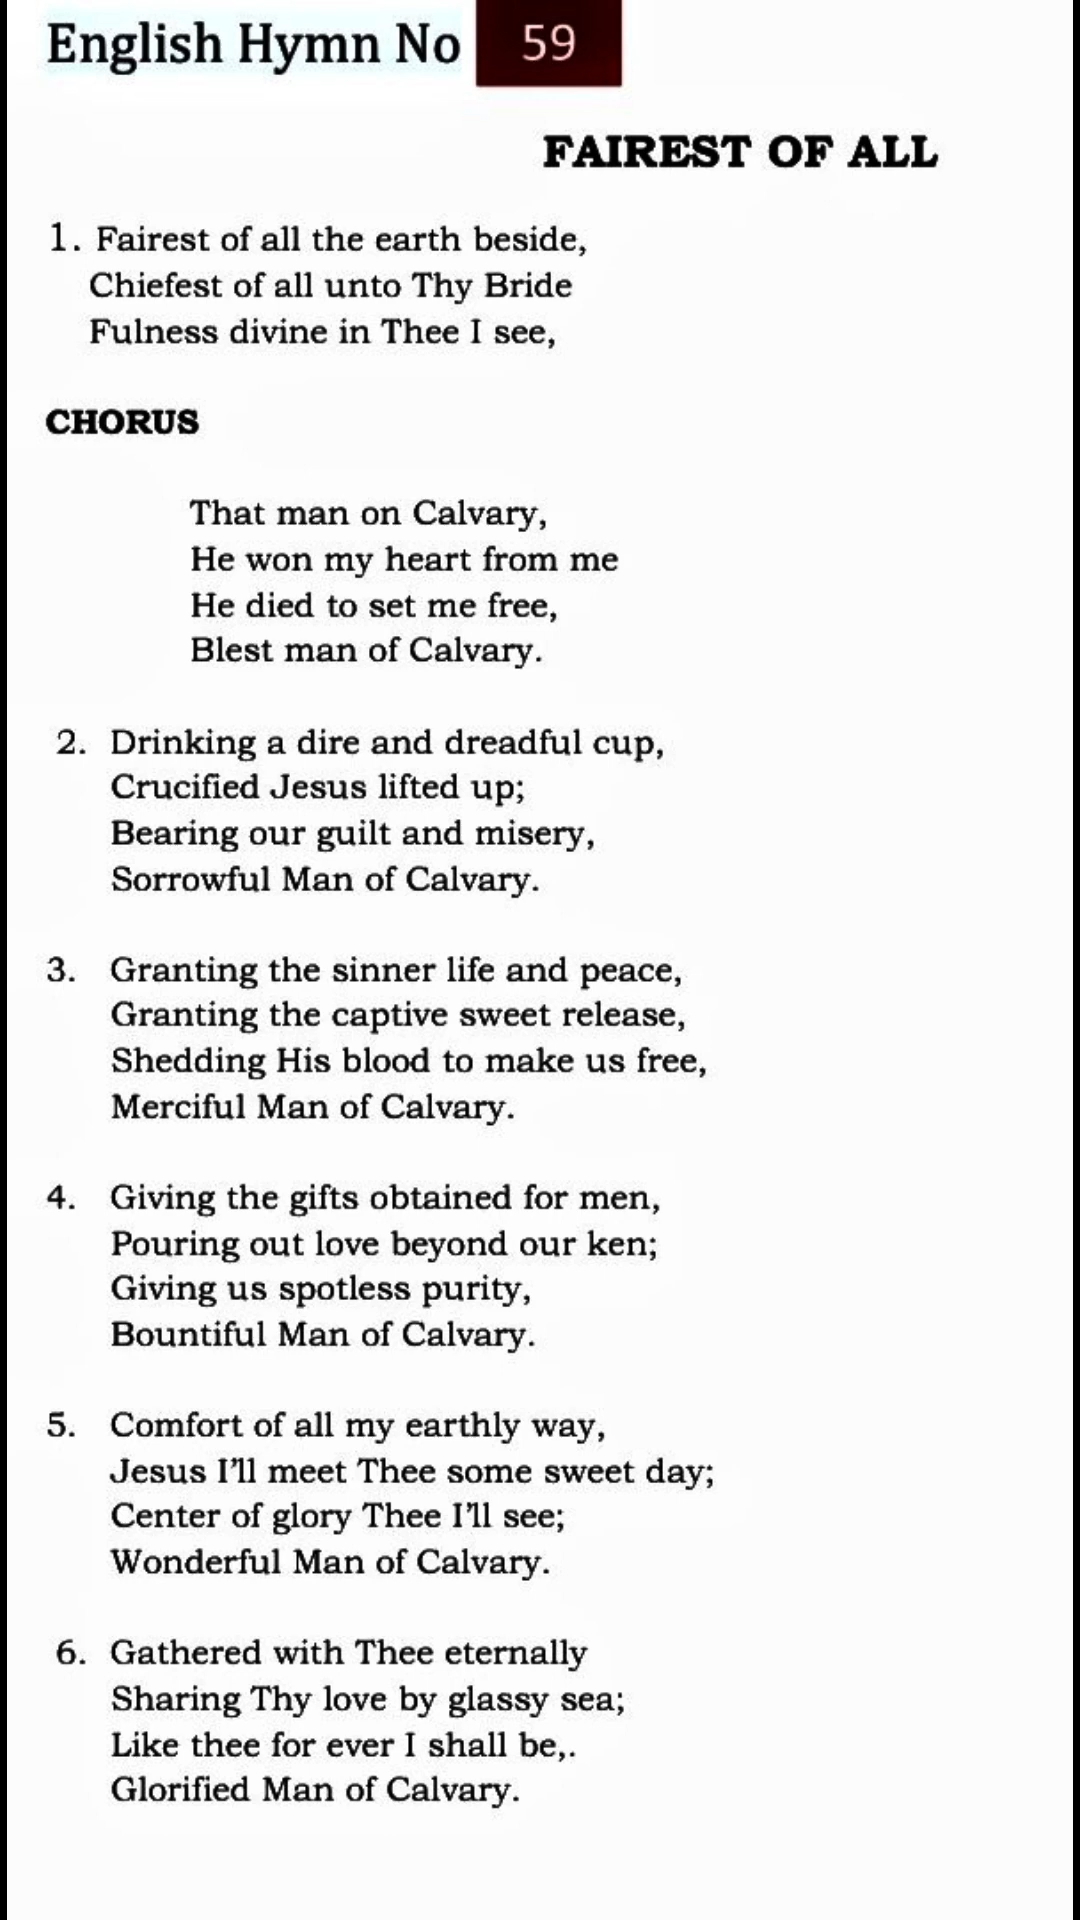 English Hymn No 59
FAIREST OF ALL
1. Fairest of all the earth beside,
Chiefest of all unto Thy Bride
Fulness divine in Thee I see,
CHORUS
That man on Calvary,
He won my heart from me
He died to set me free,
Blest man of Calvary.
2. Drinking a dire and dreadful cup,
Crucified Jesus lifted up;
Bearing our guilt and misery,
Sorrowful Man of Calvary.
3. Granting the sinner life and peace,
Granting the captive sweet release,
Shedding His blood to make us free,
Merciful Man of Calvary.
4. Giving the gifts obtained for men,
Pouring out love beyond our ken;
Giving us spotless purity,
Bountiful Man of Calvary.
5. Comfort of all my earthly way,
Jesus I'll meet Thee some sweet day;
Center of glory Thee I'll see;
Wonderful Man of Calvary.
6. Gathered with Thee eternally
Sharing Thy love by glassy sea;
Like thee for ever I shall be,.
Glorified Man of Calvary.